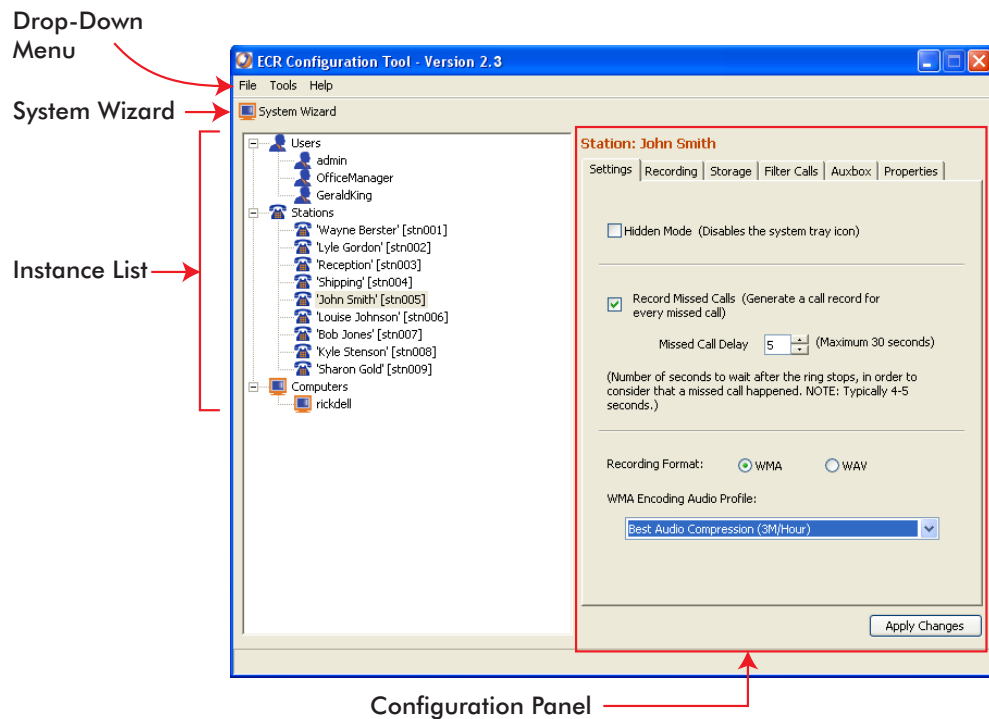 Drop-Down
Menu
ECR Configuration Tool - Version 2.3
File Tools Help
System Wizard
System Wizard
Instance List
Users
admin
OfficeManager
GeraldKing
Stations
'Wayne Berster' [stn001]
'Lyle Gordon' [stn002]
'Reception' [stn003]
'Shipping' [stn004]
'John Smith' [stn005]
'Louise Johnson' [stn006]
'Bob Jones' [stn007]
'Kyle Stenson' [stn008]
'Sharon Gold' [stn009]
Computers
rickdell
Station: John Smith
Settings Recording Storage Filter Calls Auxbox Properties
Hidden Mode (Disables the system tray icon)
Record Missed Calls (Generate a call record for
every missed call)
Missed Call Delay 5 (Maximum 30 seconds)
(Number of seconds to wait after the ring stops, in order to
consider that a missed call happened. NOTE: Typically 4-5
seconds.)
Recording Format: WMA WAV
WMA Encoding Audio Profile:
Best Audio Compression (3M/Hour)
Apply Changes
Configuration Panel